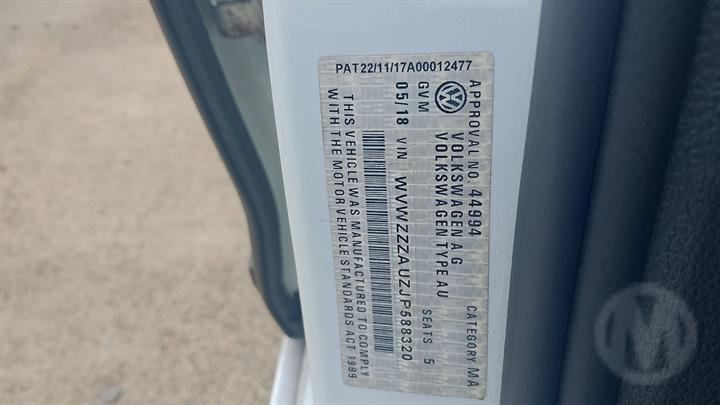 PAT22/11/17A00012477
APPROVAL NO. 44994 CATEGORY MA
VOLKSWAGEN AG
VOLKSWAGEN TYPE AU
GVM SEATS 5
05/18 VIN WVWZZZAUZJP588320
THIS VEHICLE WAS MANUFACTURED TO COMPLY
WITH THE MOTOR VEHICLE STANDARDS ACT 1989
M